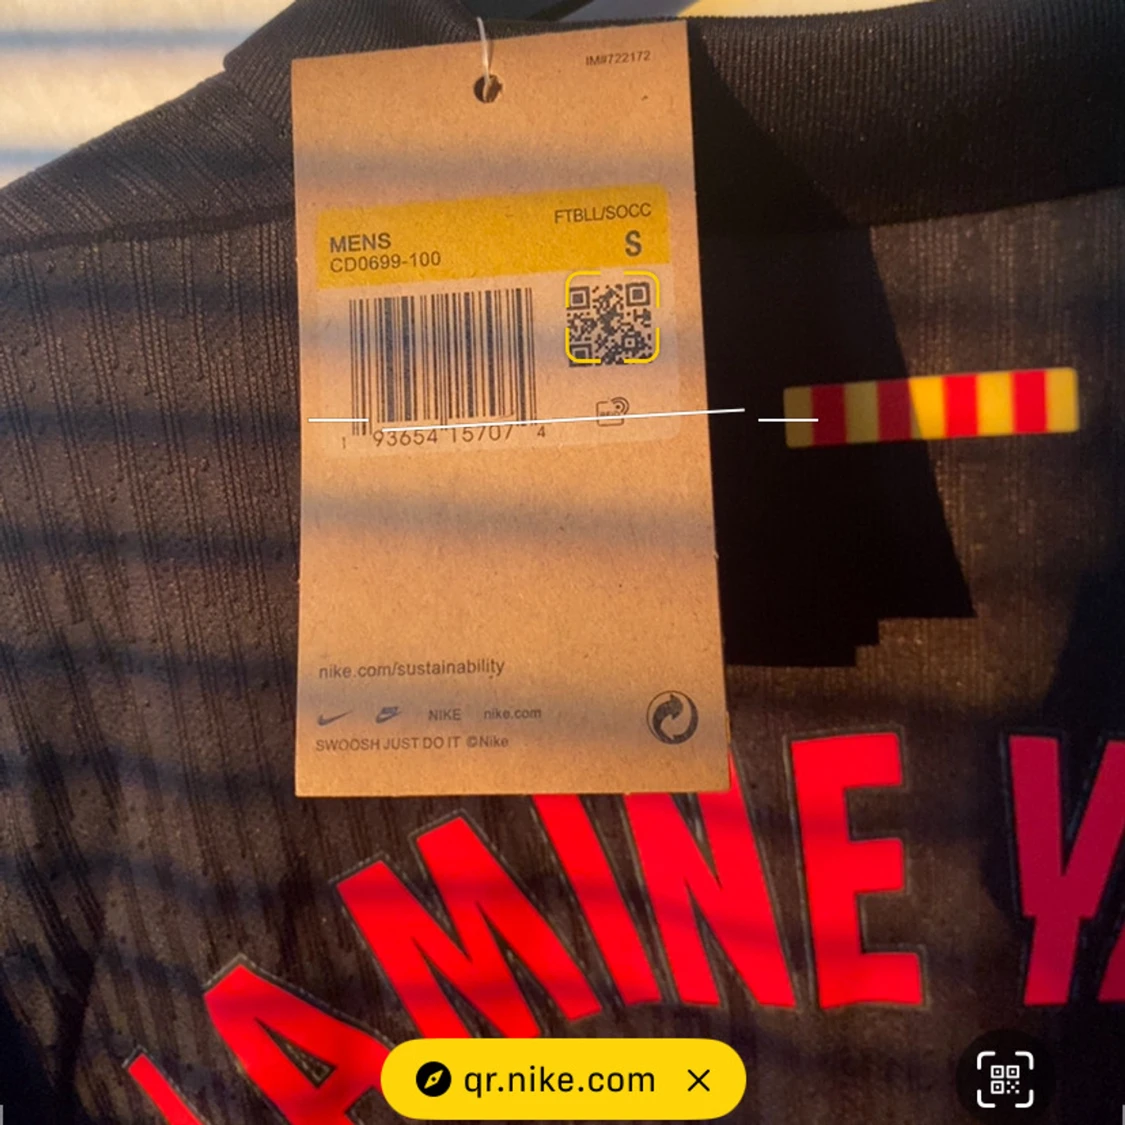 IM#722172
FTBLL/SOCC
MENS
S
CD0699-100
1 93654 15707 4
nike.com/sustainability
NIKE nike.com
SWOOSH JUST DO IT ©Nike
LAMINE Y
qr.nike.com